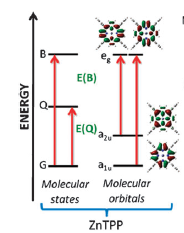 B
e_g
E(B)
ENERGY
Q
E(Q)
a_2u
G
a_1u
Molecular states
Molecular orbitals
ZnTPP